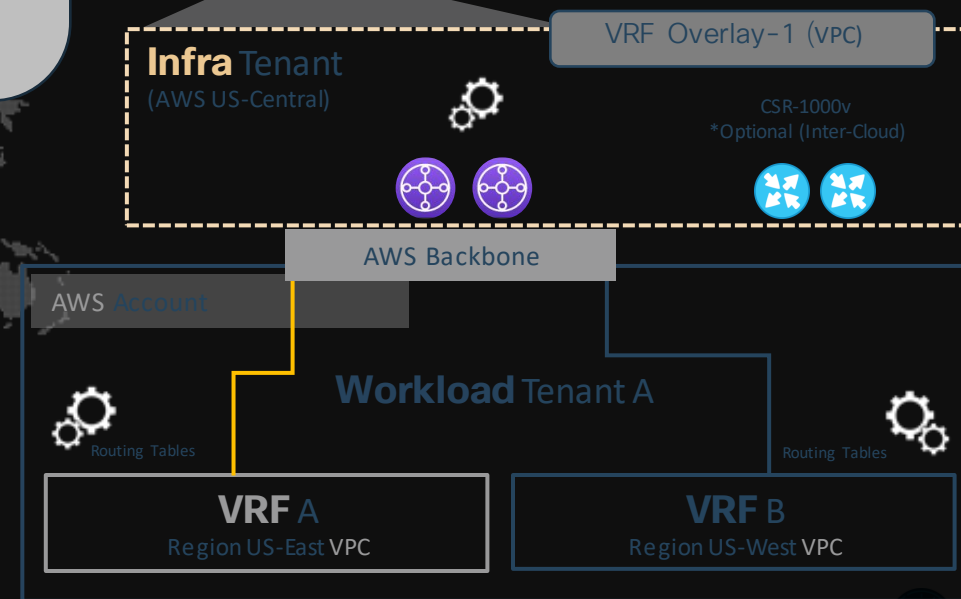 VRF Overlay-1 (VPC)
Infra Tenant
(AWS US-Central)
CSR-1000v
*Optional (Inter-Cloud)
AWS Backbone
AWS Account
Workload Tenant A
Routing Tables
Routing Tables
VRF A
Region US-East VPC
VRF B
Region US-West VPC